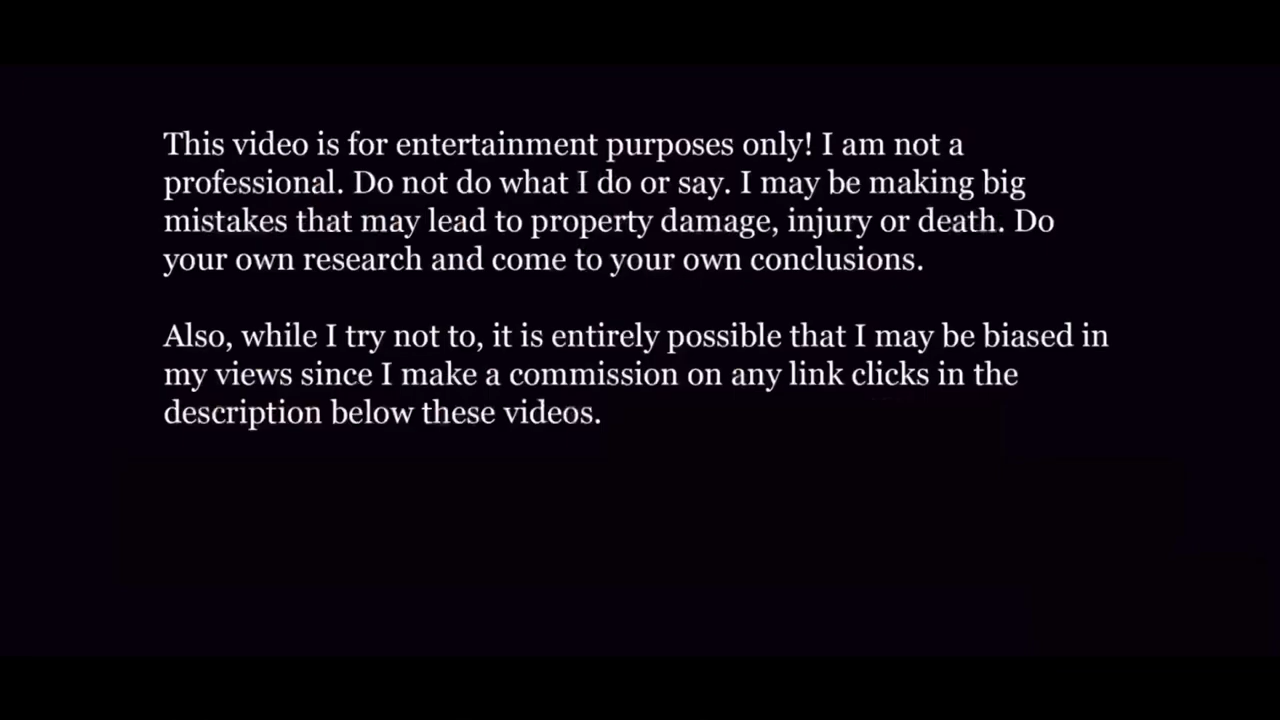 This video is for entertainment purposes only! I am not a
professional. Do not do what I do or say. I may be making big
mistakes that may lead to property damage, injury or death. Do
your own research and come to your own conclusions.
Also, while I try not to, it is entirely possible that I may be biased in
my views since I make a commission on any link clicks in the
description below these videos.